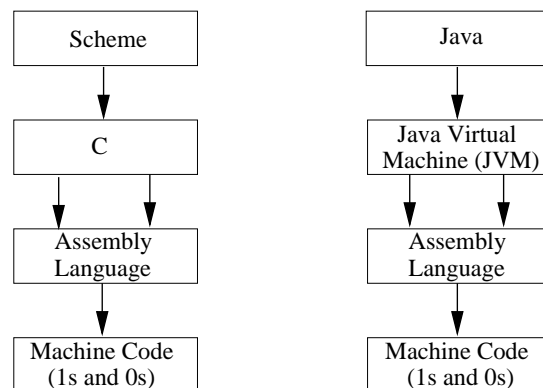 Scheme
C
Assembly
Language
Machine Code
(1s and 0s)
Java
Java Virtual
Machine (JVM)
Assembly
Language
Machine Code
(1s and 0s)